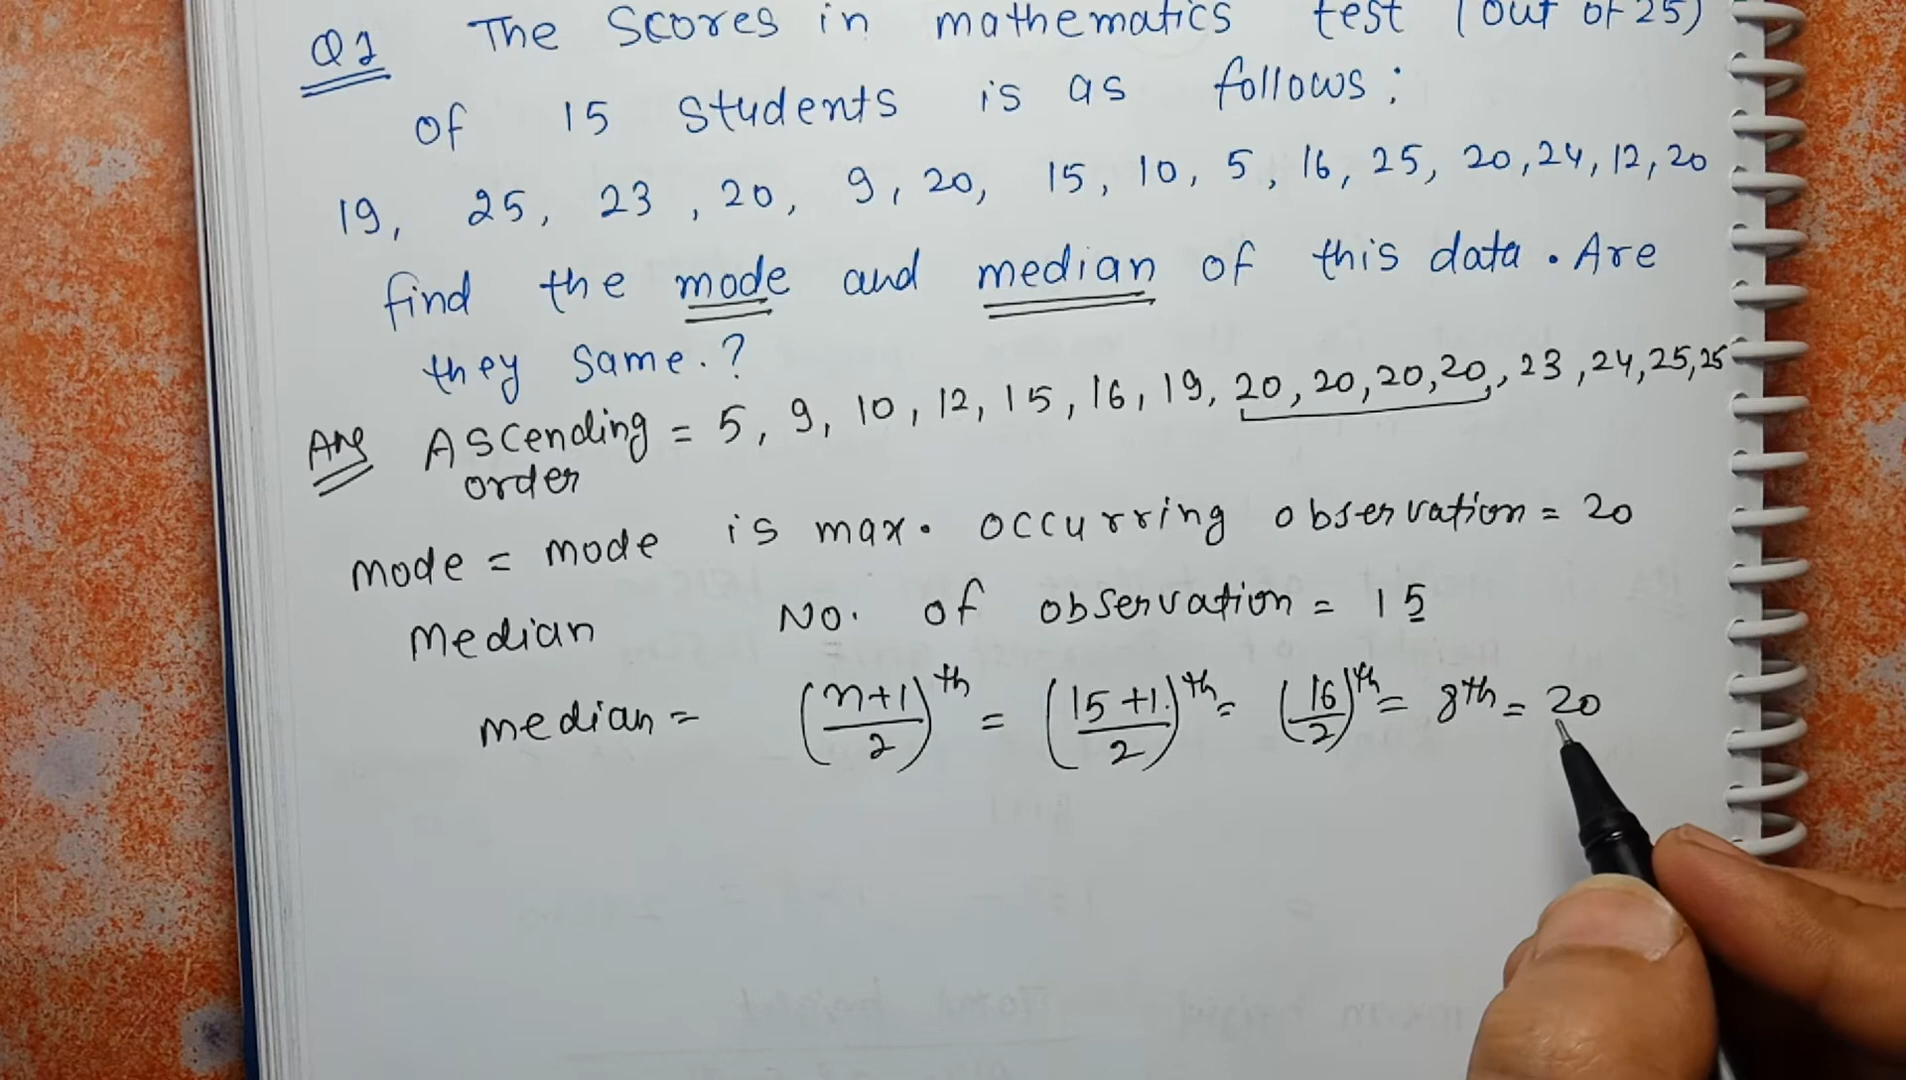 Q1 The Scores in mathematics test (out of 25)
of 15 students is as follows:
19, 25, 23, 20, 9, 20, 15, 10, 5, 16, 25, 20, 24, 12, 20
find the mode and median of this data. Are
they same.?
Ans Ascending order = 5, 9, 10, 12, 15, 16, 19, 20, 20, 20, 20, 23, 24, 25, 25
mode = mode is max. occurring observation = 20
Median No. of observation = 15
median = ((n+1)/2)th = ((15+1)/2)th = (16/2)th = 8th = 20